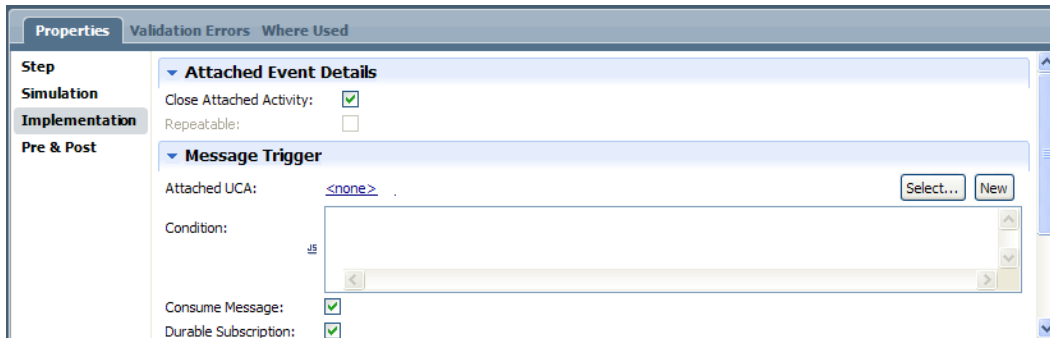 Properties Validation Errors Where Used
Step
Simulation
Implementation
Pre & Post
Attached Event Details
Close Attached Activity:
Repeatable:
Message Trigger
Attached UCA: <none> Select... New
Condition:
JS
Consume Message:
Durable Subscription: